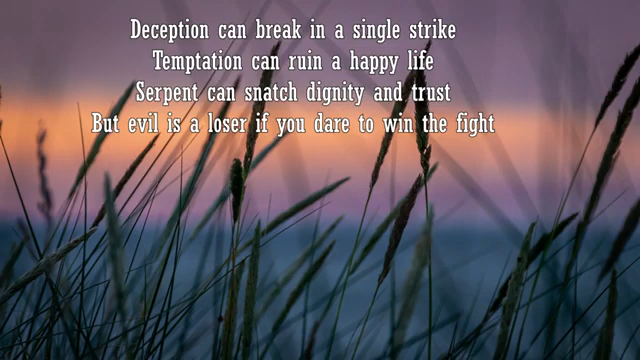 Deception can break in a single strike
Temptation can ruin a happy life
Serpent can snatch dignity and trust
But evil is a loser if you dare to win the fight